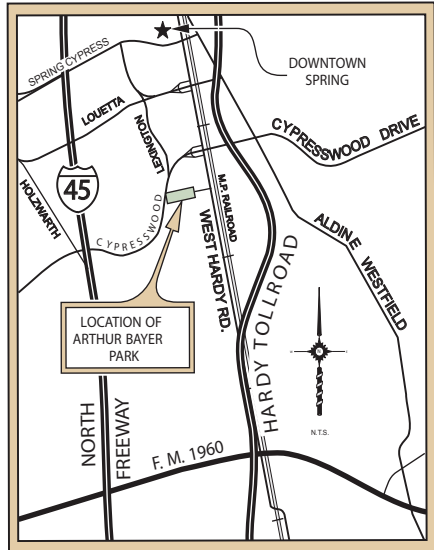 DOWNTOWN
SPRING
SPRING CYPRESS
LOUETTA
LEXINGTON
CYPRESSWOOD DRIVE
45
HOLZWARTH
CYPRESSWOOD
M.P. RAILROAD
WEST HARDY RD.
HARDY TOLLROAD
ALDINE WESTFIELD
LOCATION OF
ARTHUR BAYER
PARK
N.T.S.
NORTH
FREEWAY
F. M. 1960